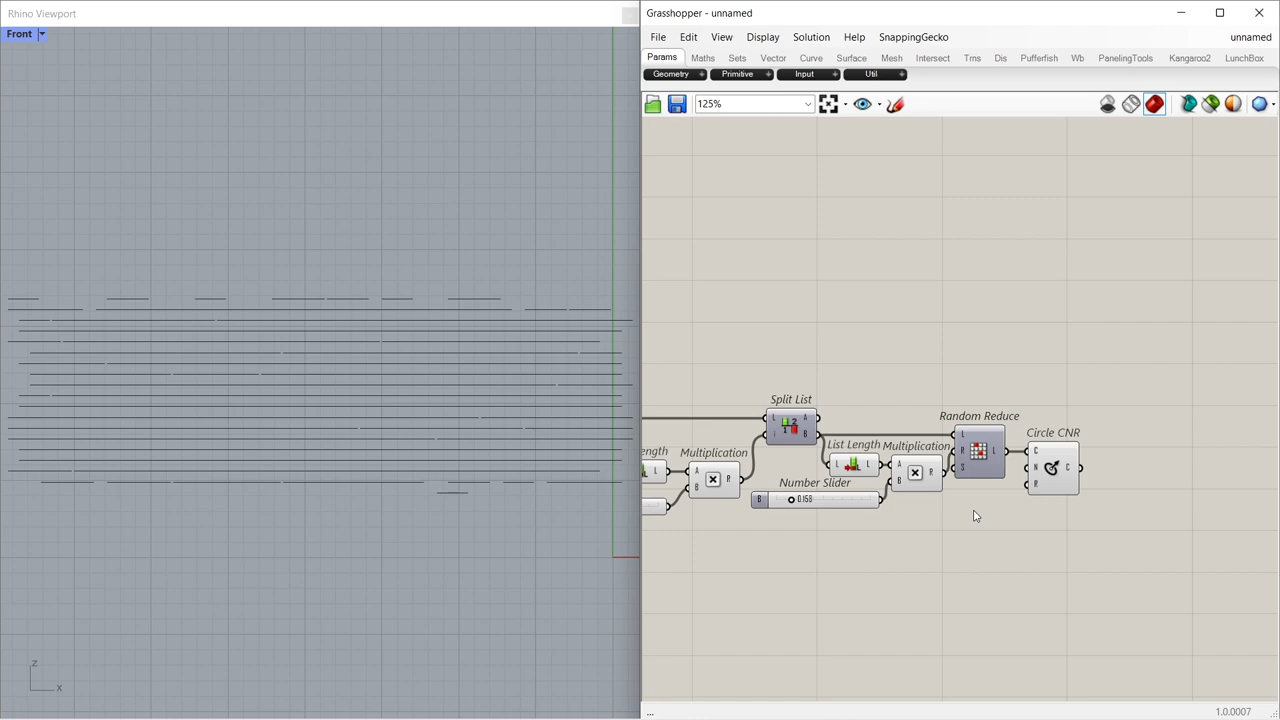 Rhino Viewport
Front
z
x
Grasshopper - unnamed
File Edit View Display Solution Help SnappingGecko unnamed
Params Maths Sets Vector Curve Surface Mesh Intersect Trns Dis Pufferfish Wb PanelingTools Kangaroo2 LunchBox
Geometry Primitive Input Util
125%
Split List
L A
i B
Random Reduce
L
R L
S
Circle CNR
C
N C
R
ength Multiplication
L
A R
B
List Length Multiplication
L L
A R
B
Number Slider
B 0.168
... 1.0.0007